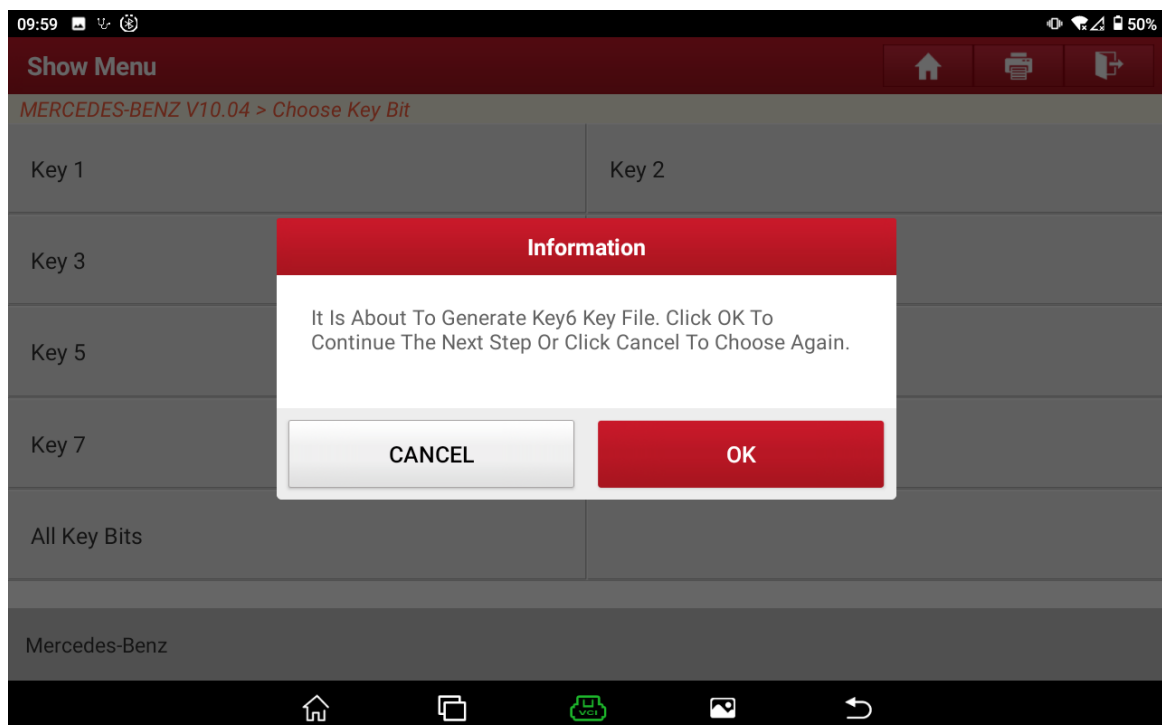 09:59
50%
Show Menu
MERCEDES-BENZ V10.04 > Choose Key Bit
Key 1
Key 2
Key 3
Information
It Is About To Generate Key6 Key File. Click OK To
Continue The Next Step Or Click Cancel To Choose Again.
Key 5
Key 7
CANCEL
OK
All Key Bits
Mercedes-Benz
VCI